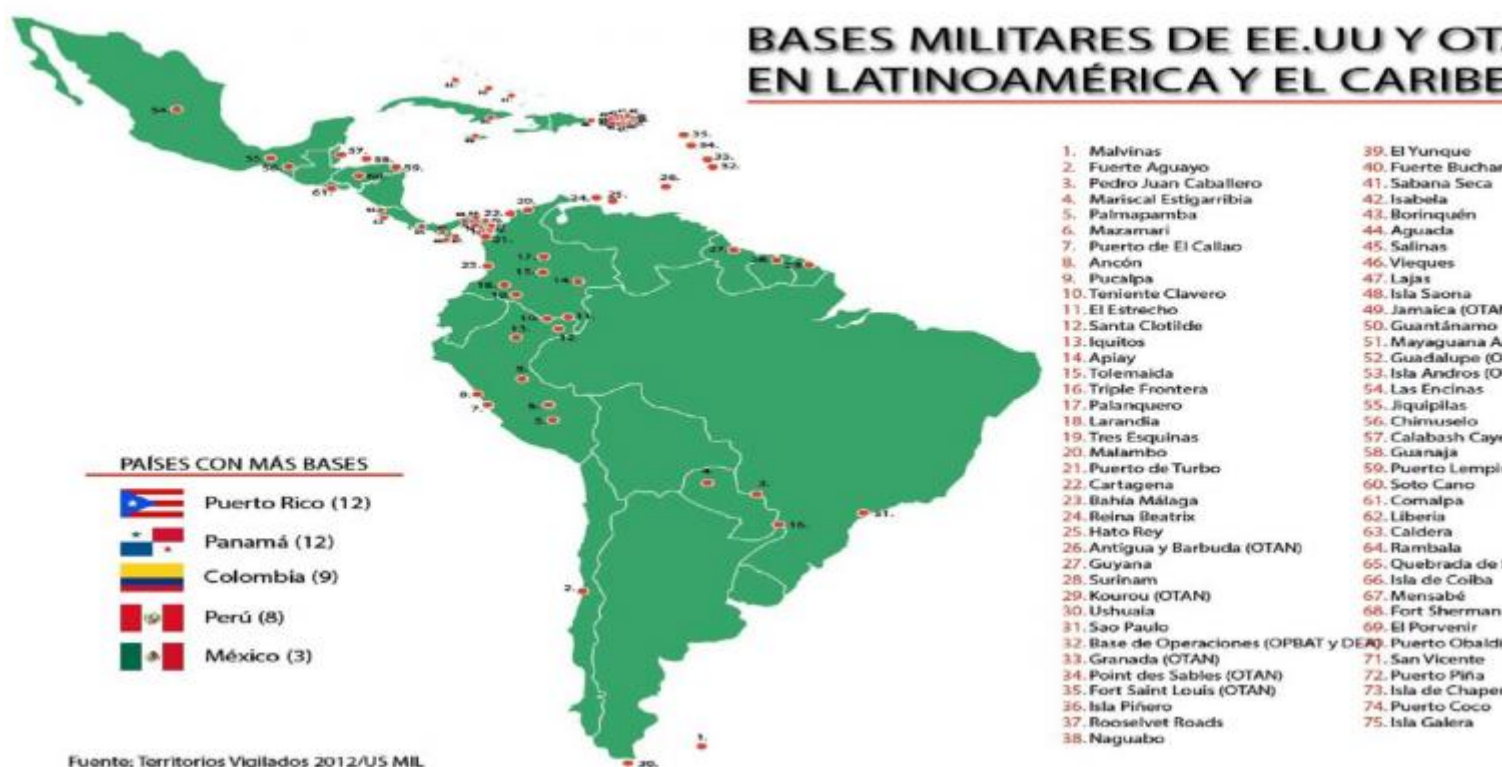 BASES MILITARES DE EE.UU Y OT
EN LATINOAMÉRICA Y EL CARIBE
1. Malvinas
2. Fuerte Aguayo
3. Pedro Juan Caballero
4. Mariscal Estigarribia
5. Palmapamba
6. Mazamari
7. Puerto de El Callao
8. Ancón
9. Pucalpa
10. Teniente Clavero
11. El Estrecho
12. Santa Clotilde
13. Iquitos
14. Apiay
15. Tolemaida
16. Triple Frontera
17. Palanquero
18. Larandia
19. Tres Esquinas
20. Malambo
21. Puerto de Turbo
22. Cartagena
23. Bahía Málaga
24. Reina Beatrix
25. Hato Rey
26. Antigua y Barbuda (OTAN)
27. Guyana
28. Surinam
29. Kourou (OTAN)
30. Ushuaia
31. Sao Paulo
32. Base de Operaciones (OPBAT y DEA)
33. Granada (OTAN)
34. Point des Sables (OTAN)
35. Fort Saint Louis (OTAN)
36. Isla Piñero
37. Rooselvet Roads
38. Naguabo
39. El Yunque
40. Fuerte Buchan
41. Sabana Seca
42. Isabela
43. Borinquén
44. Aguada
45. Salinas
46. Vieques
47. Lajas
48. Isla Saona
49. Jamaica (OTAN
50. Guantánamo
51. Mayaguana A
52. Guadalupe (O
53. Isla Andros (O
54. Las Encinas
55. Jiquipilas
56. Chimuselo
57. Calabash Caye
58. Guanaja
59. Puerto Lempi
60. Soto Cano
61. Comalpa
62. Liberia
63. Caldera
64. Rambala
65. Quebrada de
66. Isla de Coiba
67. Mensabé
68. Fort Sherman
69. El Porvenir
Puerto Obaldi
71. San Vicente
72. Puerto Piña
73. Isla de Chaper
74. Puerto Coco
75. Isla Galera
PAÍSES CON MÁS BASES
Puerto Rico (12)
Panamá (12)
Colombia (9)
Perú (8)
México (3)
Fuente: Territorios Vigilados 2012/US MIL